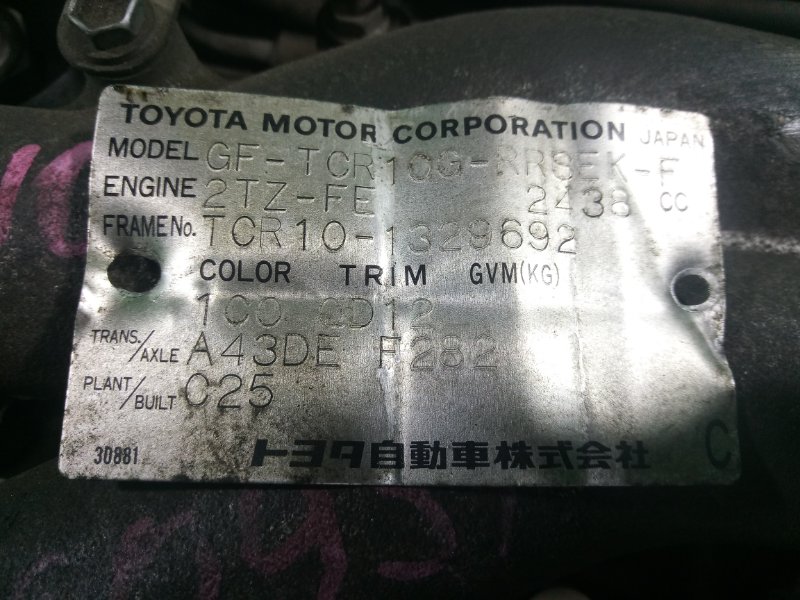 TOYOTA MOTOR CORPORATION JAPAN
MODEL GF-TCR10G-RRSEK-F
ENGINE 2TZ-FE 2438 CC
FRAME No. TCR10-1329692
COLOR TRIM GVM(KG)
1C0
TRANS./AXLE A43DE F282
PLANT/BUILT C25
30881 トヨタ自動車株式会社 C